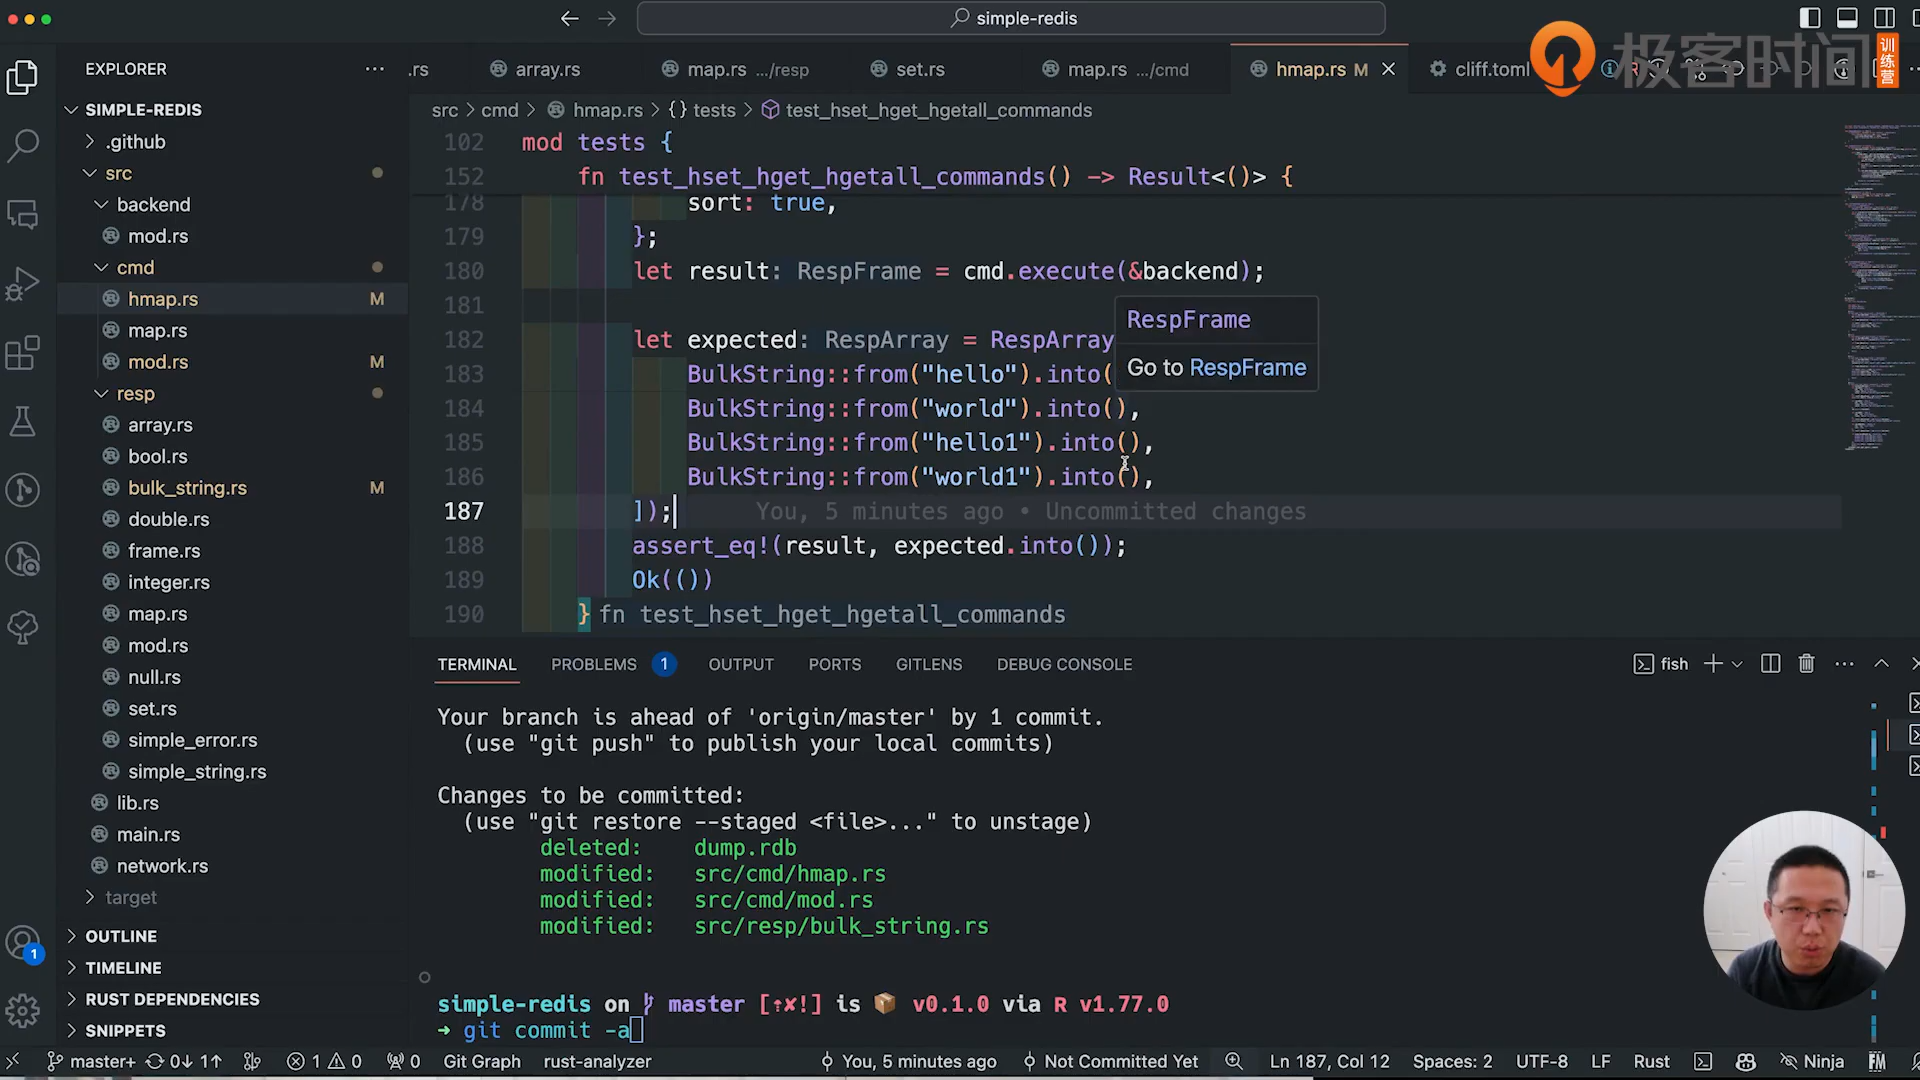 simple-redis
极客时间
训练营
EXPLORER
.rs
array.rs
map.rs .../resp
set.rs
map.rs .../cmd
hmap.rs M
cliff.toml
SIMPLE-REDIS
.github
src
backend
mod.rs
cmd
hmap.rs M
map.rs
mod.rs M
resp
array.rs
bool.rs
bulk_string.rs M
double.rs
frame.rs
integer.rs
map.rs
mod.rs
null.rs
set.rs
simple_error.rs
simple_string.rs
lib.rs
main.rs
network.rs
target
OUTLINE
TIMELINE
RUST DEPENDENCIES
SNIPPETS
1
src > cmd > hmap.rs > {} tests > test_hset_hget_hgetall_commands
102 mod tests {
152 fn test_hset_hget_hgetall_commands() -> Result<()> {
178 sort: true,
179 };
180 let result: RespFrame = cmd.execute(&backend);
181
182 let expected: RespArray = RespArray
183 BulkString::from("hello").into(
184 BulkString::from("world").into(),
185 BulkString::from("hello1").into(),
186 BulkString::from("world1").into(),
187 ]); You, 5 minutes ago • Uncommitted changes
188 assert_eq!(result, expected.into());
189 Ok(())
190 } fn test_hset_hget_hgetall_commands
RespFrame
Go to RespFrame
TERMINAL PROBLEMS 1 OUTPUT PORTS GITLENS DEBUG CONSOLE
fish
Your branch is ahead of 'origin/master' by 1 commit.
(use "git push" to publish your local commits)
Changes to be committed:
(use "git restore --staged <file>..." to unstage)
deleted: dump.rdb
modified: src/cmd/hmap.rs
modified: src/cmd/mod.rs
modified: src/resp/bulk_string.rs
simple-redis on master [⇡✘!] is 📦 v0.1.0 via R v1.77.0
➜ git commit -a
master+ 0↓ 1↑ 1 0 0 Git Graph rust-analyzer You, 5 minutes ago Not Committed Yet Ln 187, Col 12 Spaces: 2 UTF-8 LF Rust Ninja